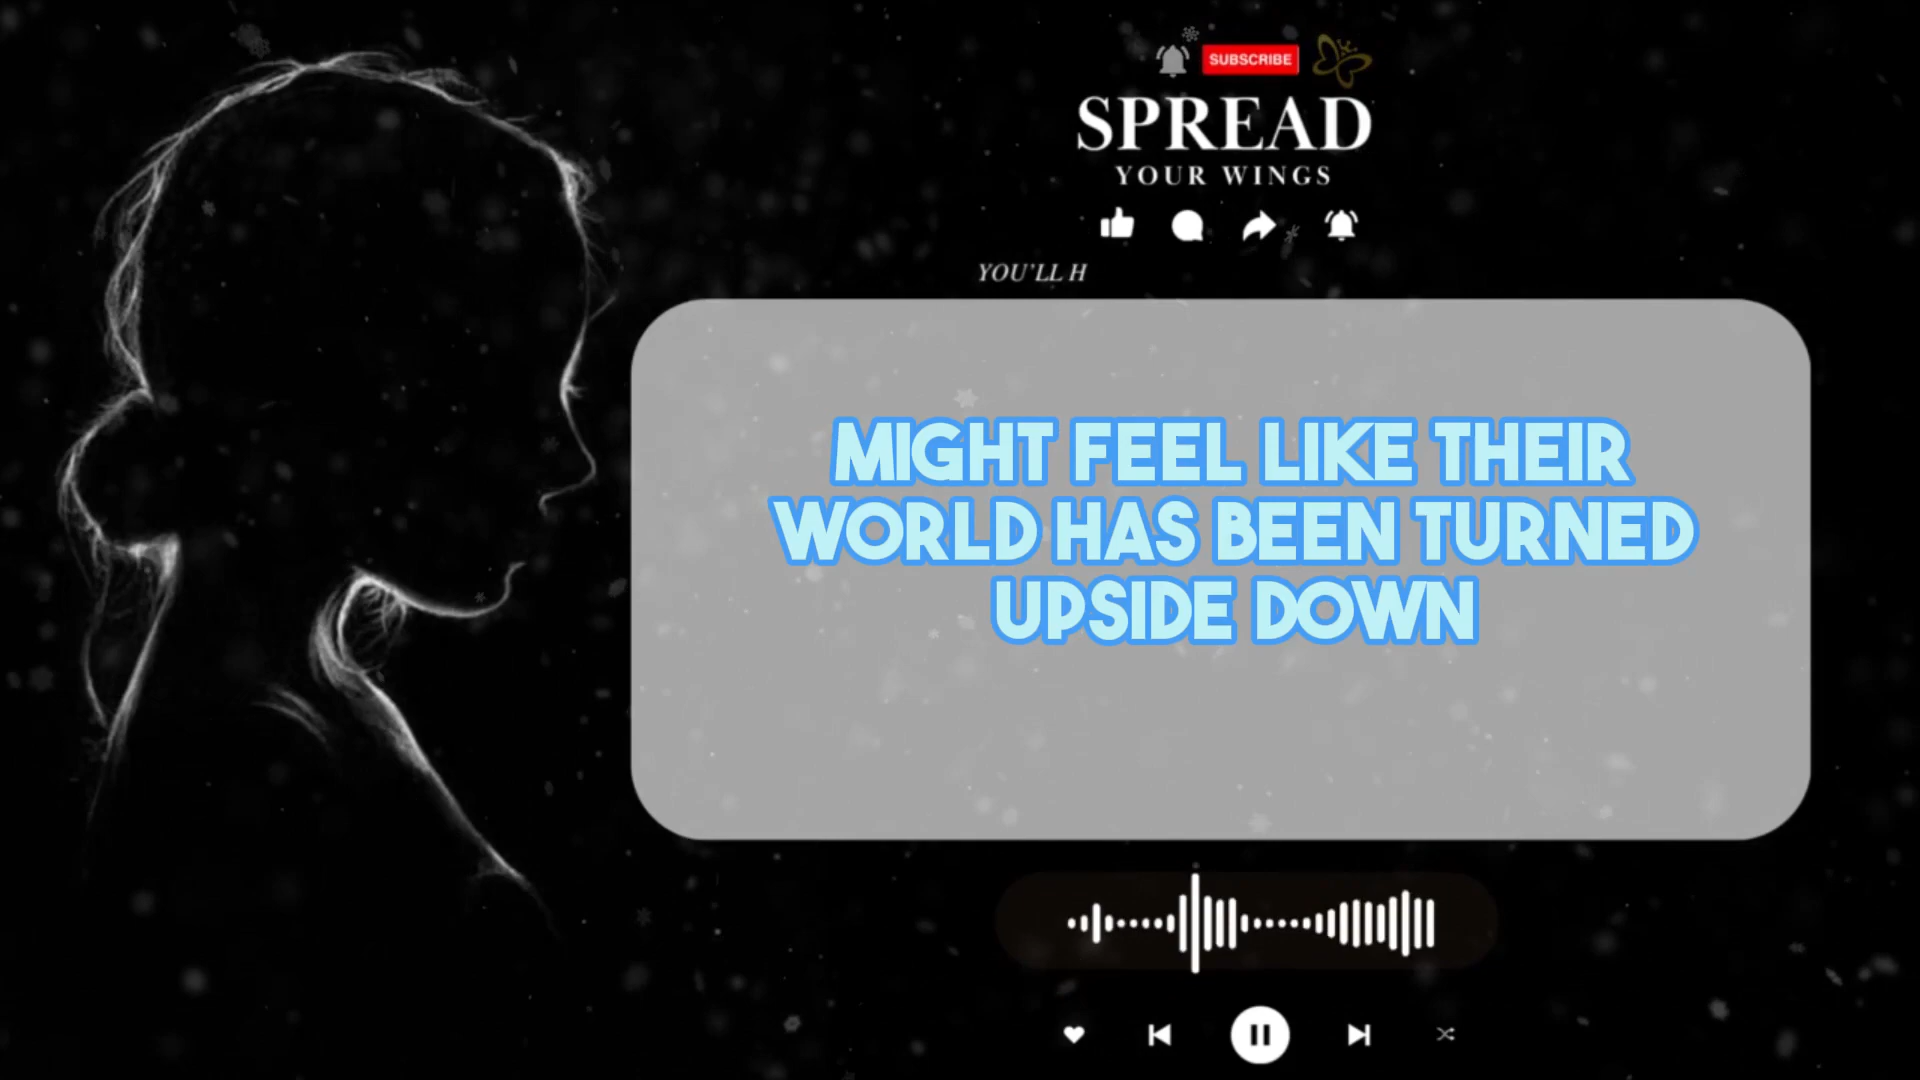 SUBSCRIBE
SPREAD
YOUR WINGS
YOU'LL H
MIGHT FEEL LIKE THEIR
WORLD HAS BEEN TURNED
UPSIDE DOWN